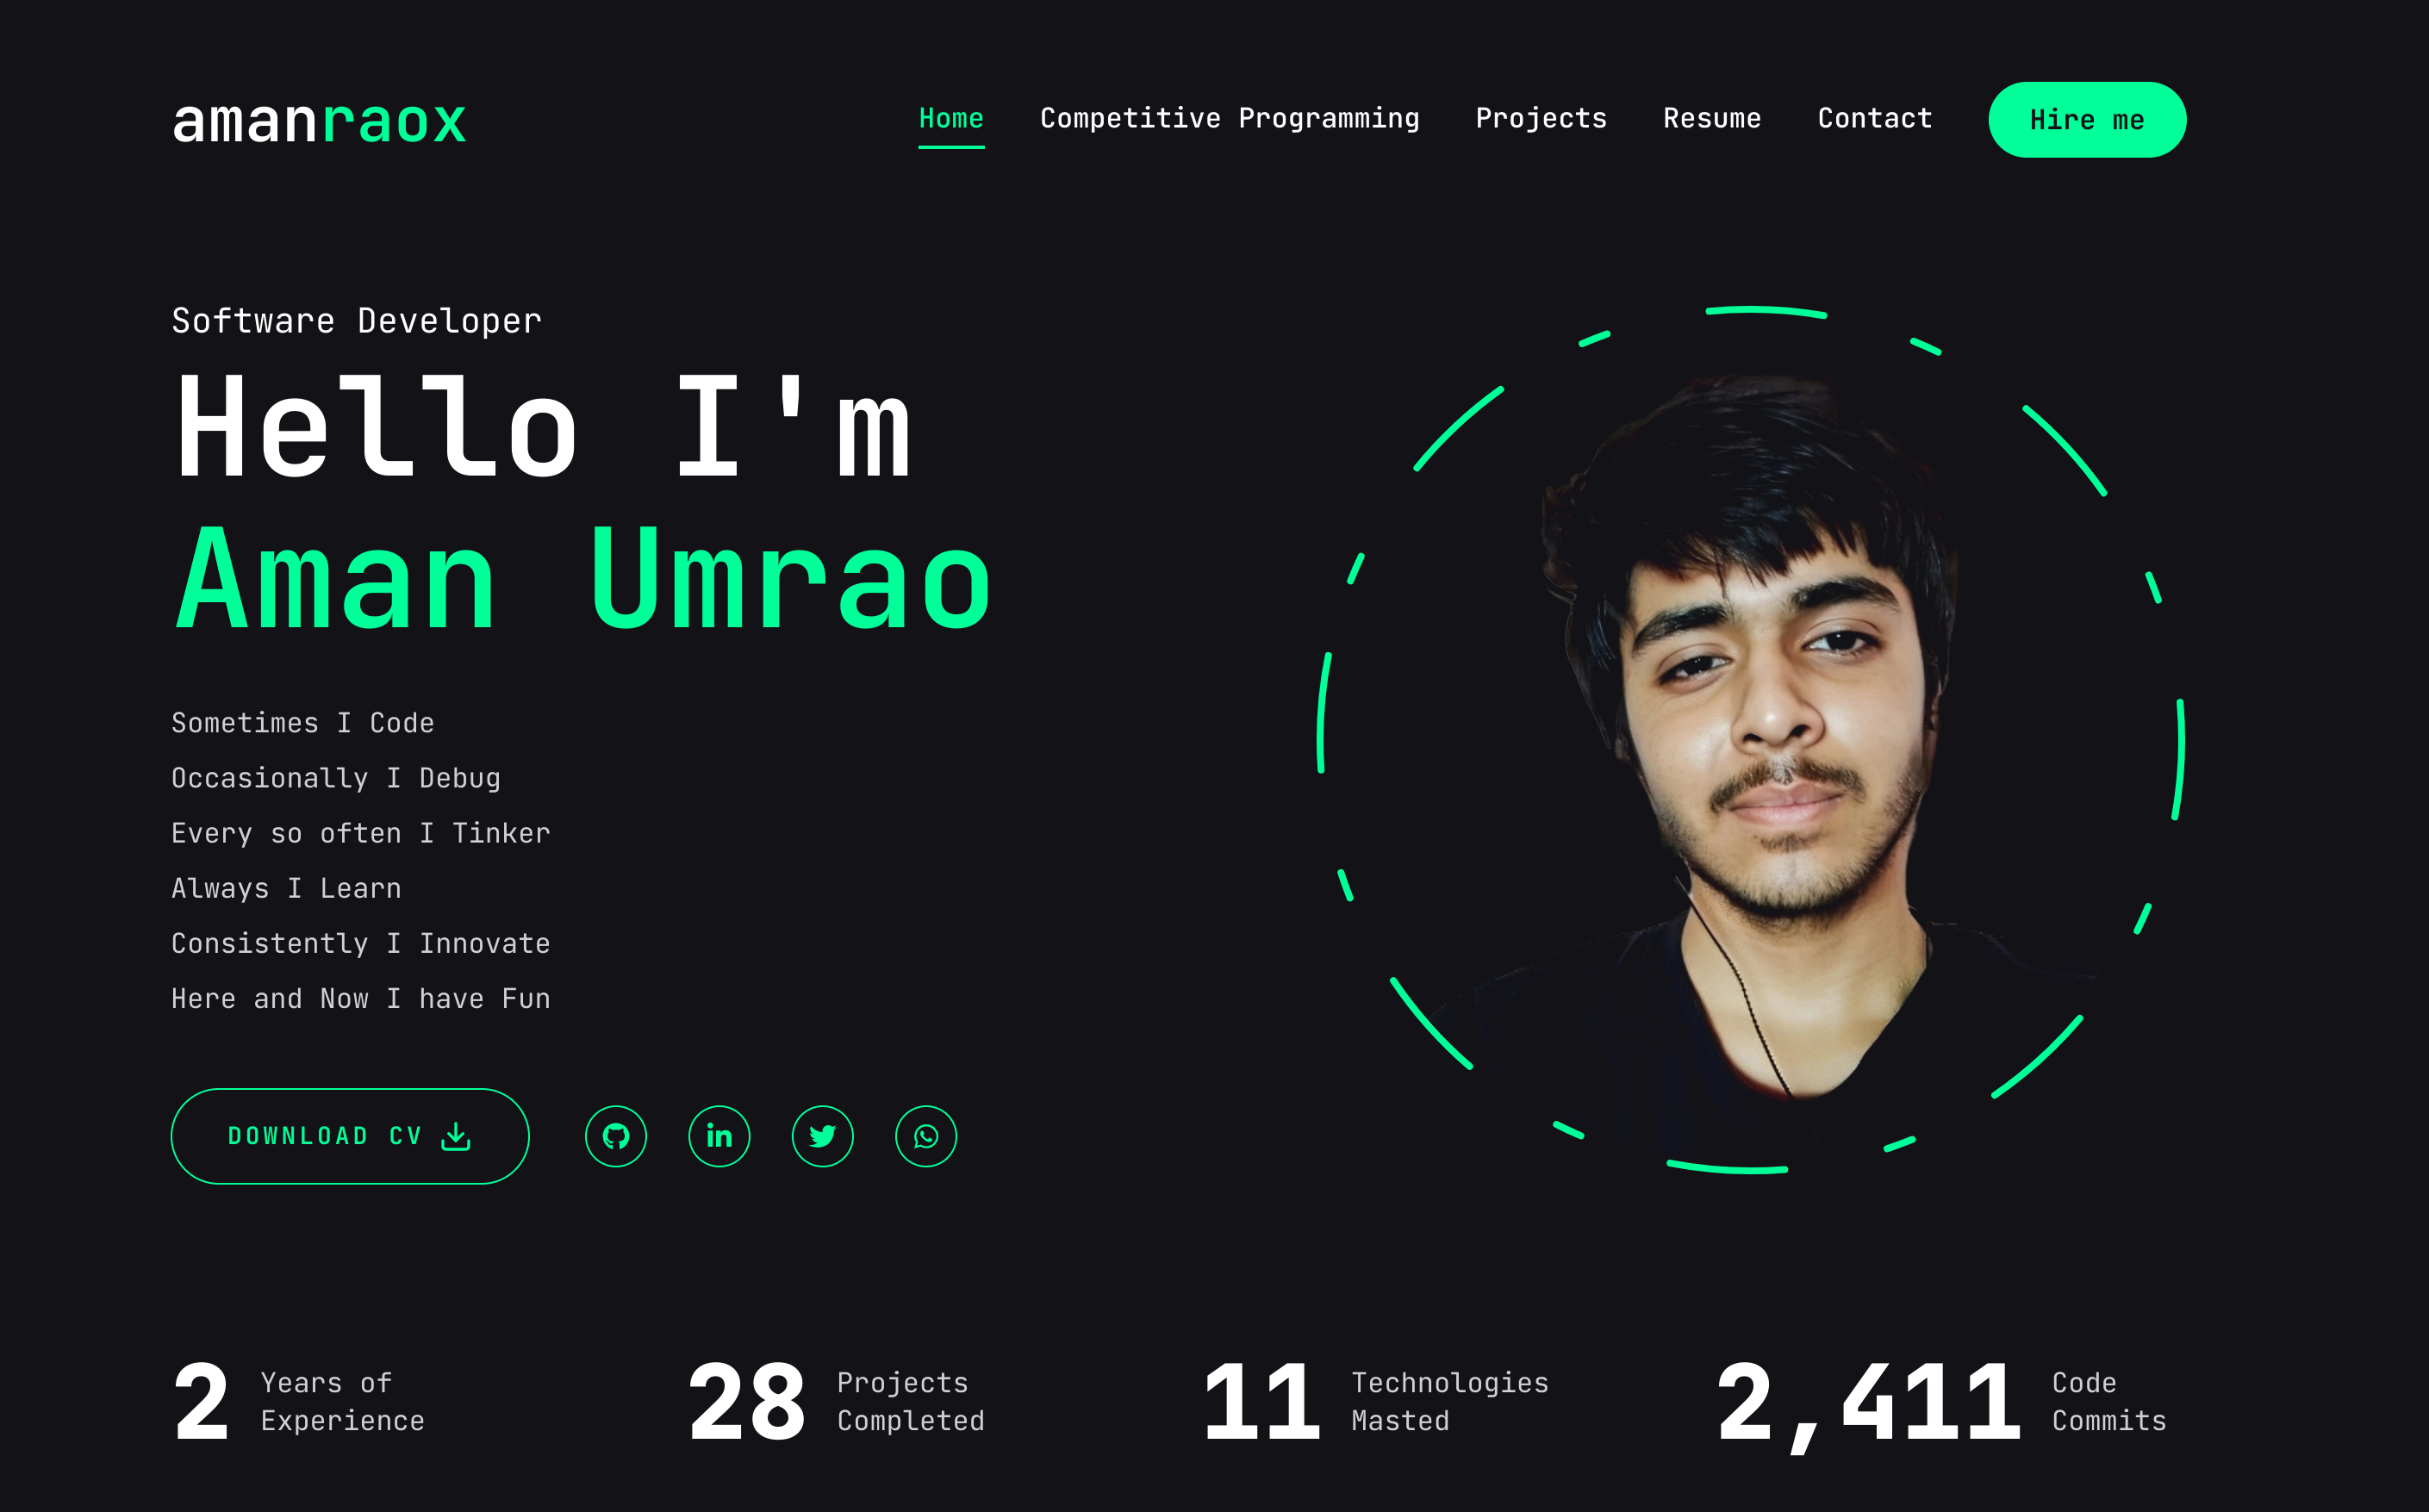 amanraox
Home Competitive Programming Projects Resume Contact Hire me
Software Developer
Hello I'm
Aman Umrao
Sometimes I Code
Occasionally I Debug
Every so often I Tinker
Always I Learn
Consistently I Innovate
Here and Now I have Fun
DOWNLOAD CV
in
2 Years of
Experience
28 Projects
Completed
11 Technologies
Masted
2,411 Code
Commits